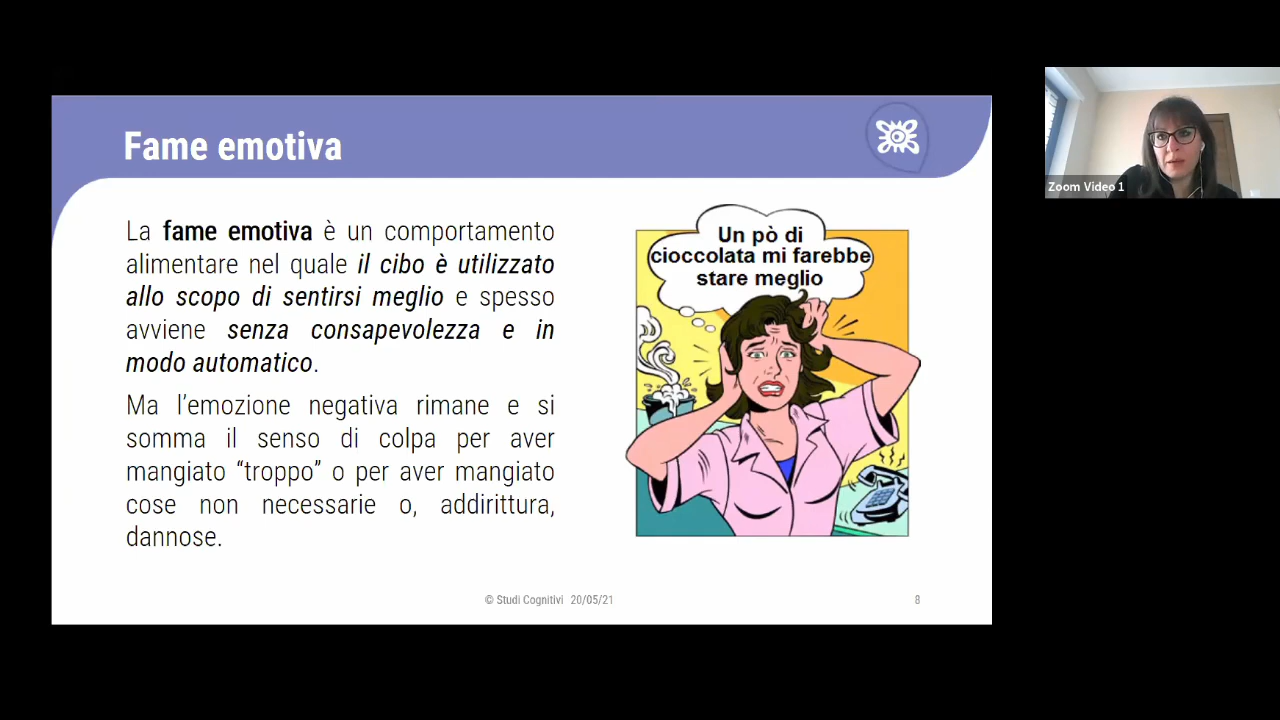 Fame emotiva
La fame emotiva è un comportamento
alimentare nel quale il cibo è utilizzato
allo scopo di sentirsi meglio e spesso
avviene senza consapevolezza e in
modo automatico.
Ma l’emozione negativa rimane e si
somma il senso di colpa per aver
mangiato “troppo” o per aver mangiato
cose non necessarie o, addirittura,
dannose.
Un pò di
cioccolata mi farebbe
stare meglio
© Studi Cognitivi 20/05/21
8
Zoom Video 1